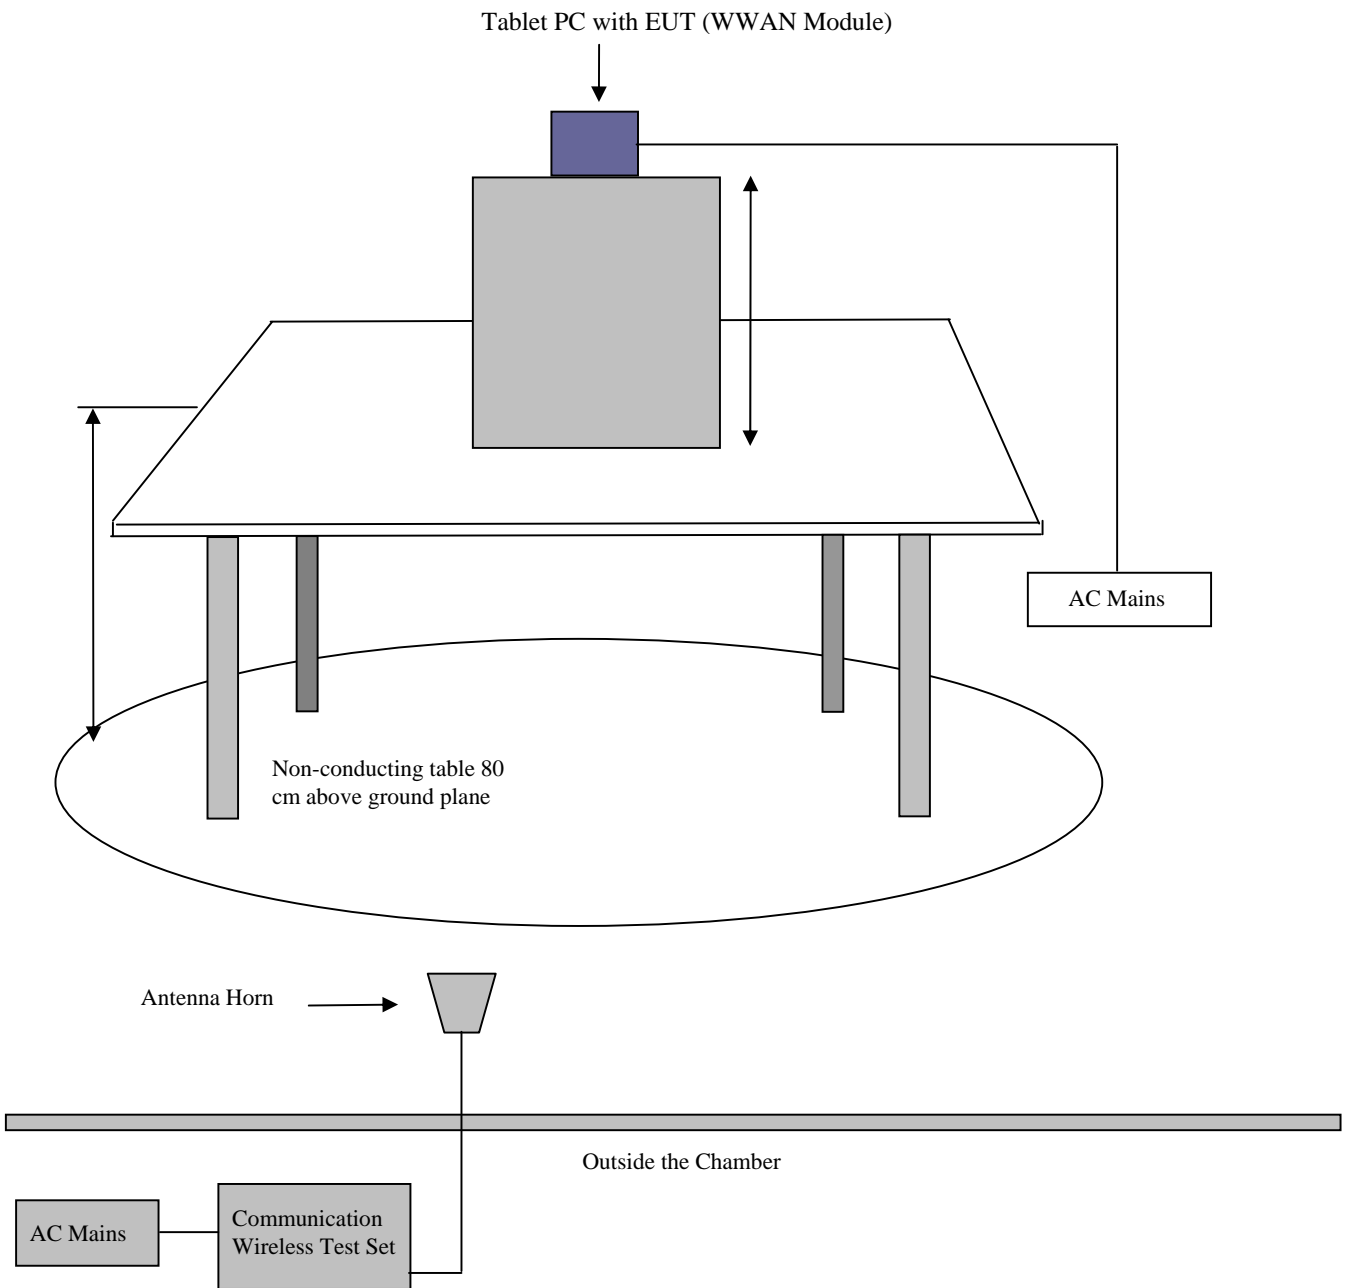 Tablet PC with EUT (WWAN Module)
AC Mains
Non-conducting table 80
cm above ground plane
Antenna Horn
Outside the Chamber
AC Mains
Communication
Wireless Test Set